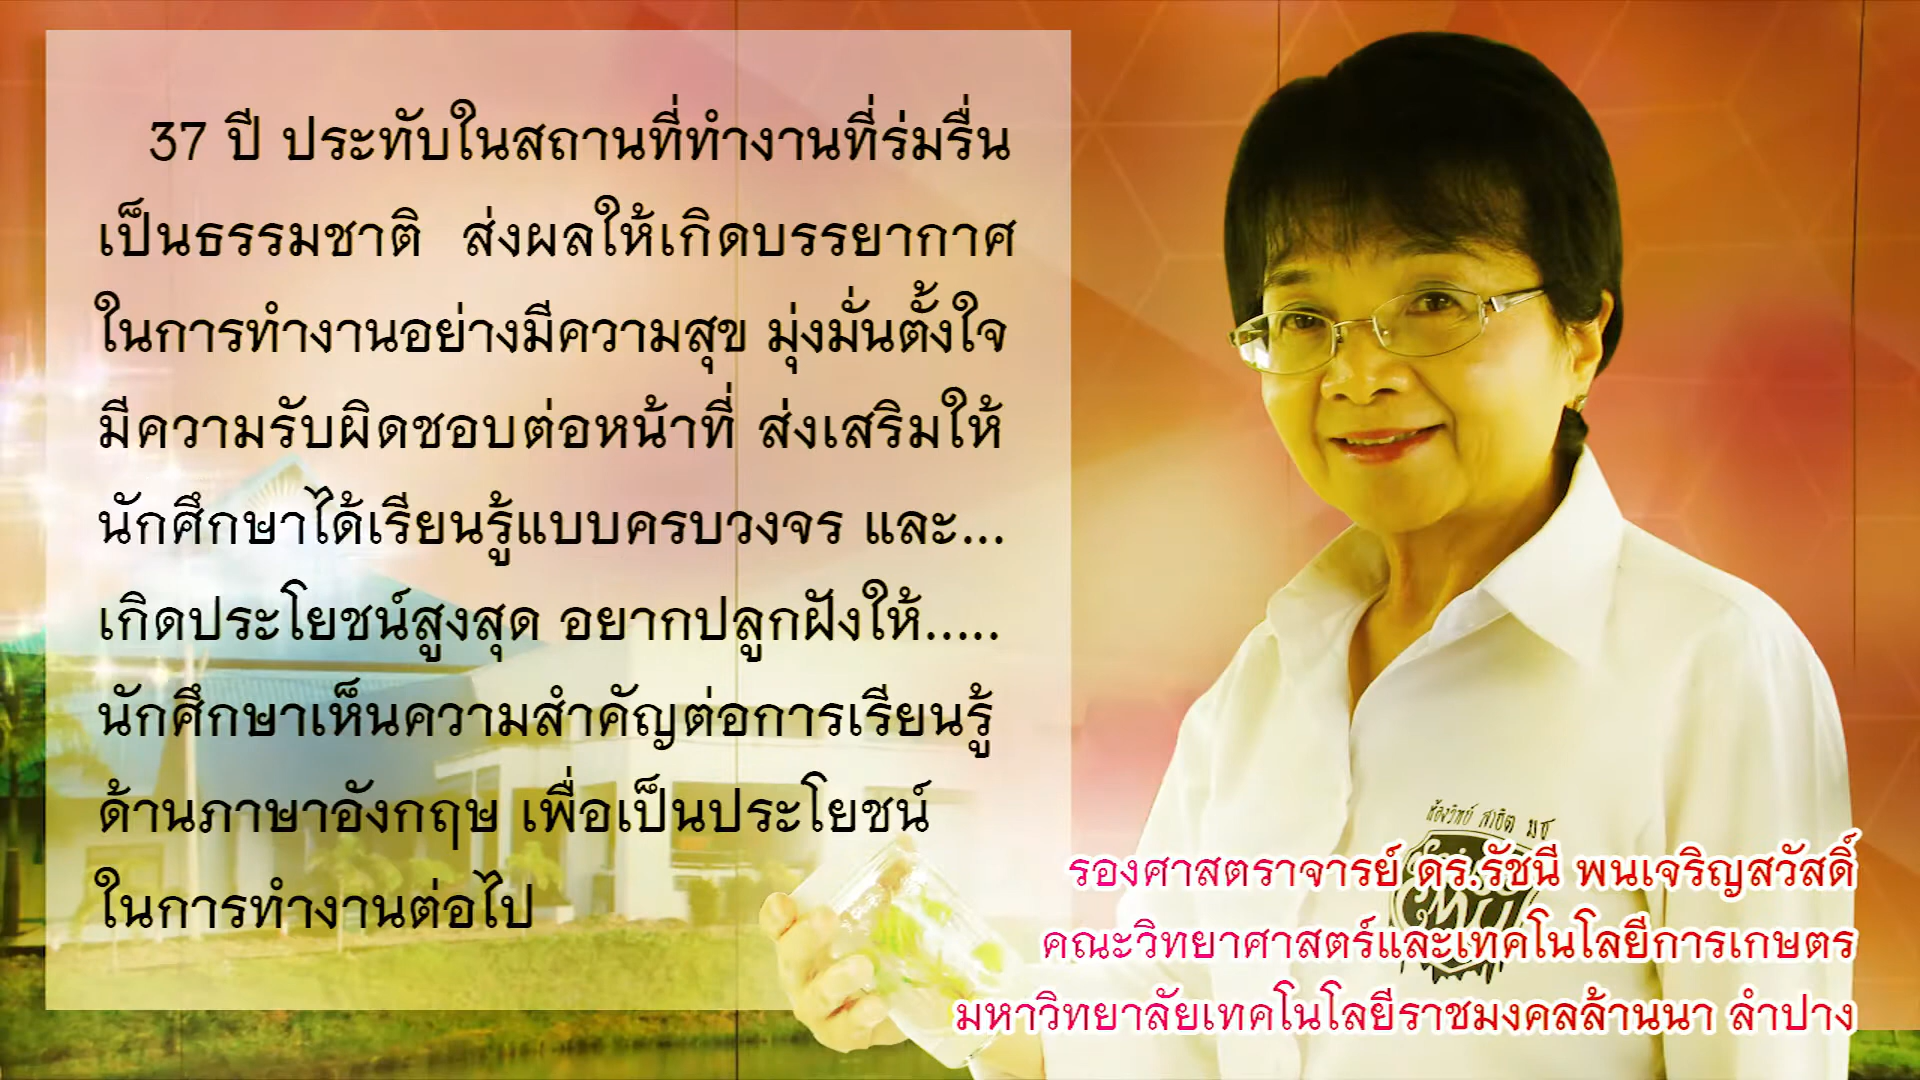 37 ปี ประทับในสถานที่ทำงานที่ร่มรื่น
เป็นธรรมชาติ ส่งผลให้เกิดบรรยากาศ
ในการทำงานอย่างมีความสุข มุ่งมั่นตั้งใจ
มีความรับผิดชอบต่อหน้าที่ ส่งเสริมให้
นักศึกษาได้เรียนรู้แบบครบวงจร และ...
เกิดประโยชน์สูงสุด อยากปลูกฝังให้.....
นักศึกษาเห็นความสำคัญต่อการเรียนรู้
ด้านภาษาอังกฤษ เพื่อเป็นประโยชน์
ในการทำงานต่อไป
ห้องวิทย์ สาธิต มช
รองศาสตราจารย์ ดร.รัชนี พนเจริญสวัสดิ์
คณะวิทยาศาสตร์และเทคโนโลยีการเกษตร
มหาวิทยาลัยเทคโนโลยีราชมงคลล้านนา ลำปาง